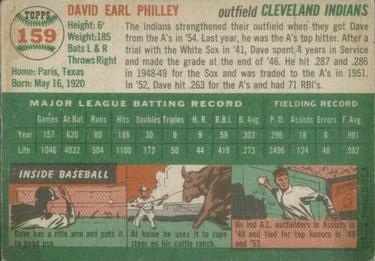 TOPPS
159
DAVID EARL PHILLEY
outfield CLEVELAND INDIANS
Height: 6'
Weight: 185
Bats L & R
Throws Right
Home: Paris, Texas
Born: May 16, 1920
The Indians strengthened their outfield when they got Dave
from the A's in '54. Last year, he was the A's top hitter. After a
trial with the White Sox in '41, Dave spent 4 years in Service
and made the grade at the end of '46. He hit .287 and .286
in 1948-49 for the Sox and was traded to the A's in 1951.
In '52, Dave hit .263 for the A's and had 71 RBI's.
MAJOR LEAGUE BATTING RECORD
FIELDING RECORD
Games At Bat Runs Hits Doubles Triples H. R. R.B.I. B. Avg. P. O. Assists Errors F. Avg.
Year 157 620 80 188 30 9 9 59 .303 296 18 6 .981
Life 1046 4032 504 1130 172 50 44 419 .273 2496 124 48 .982
INSIDE BASEBALL
Dave has a rifle arm and puts it
to good use.
At home he uses it to rope
steer on his cattle ranch.
He led A.L. outfielders in Assists in
'48 and tied for top honors in '49
and '53.